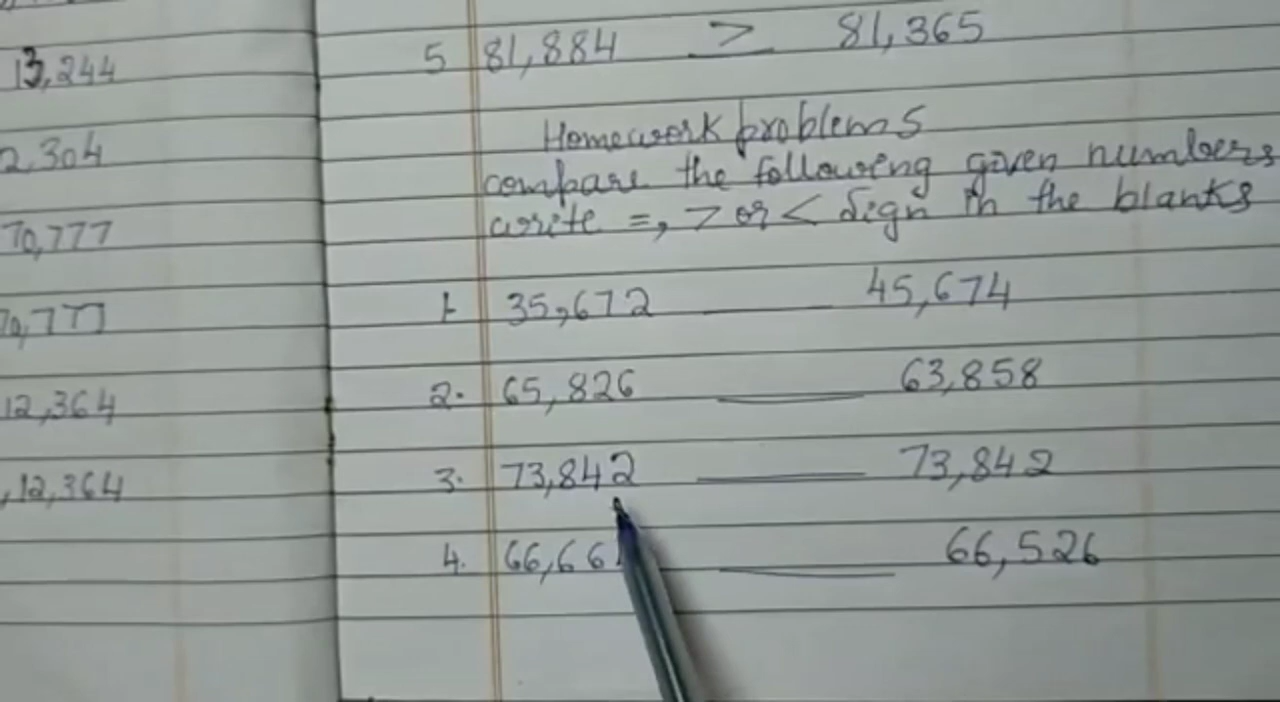 13,244
2,304
70,777
70,777
12,364
,12,364
5 81,884 > 81,365
Homework problems
compare the following given numbers
write =, > or < sign in the blanks
1. 35,672 ____ 45,674
2. 65,826 ____ 63,858
3. 73,842 ____ 73,842
4. ____ 66,526